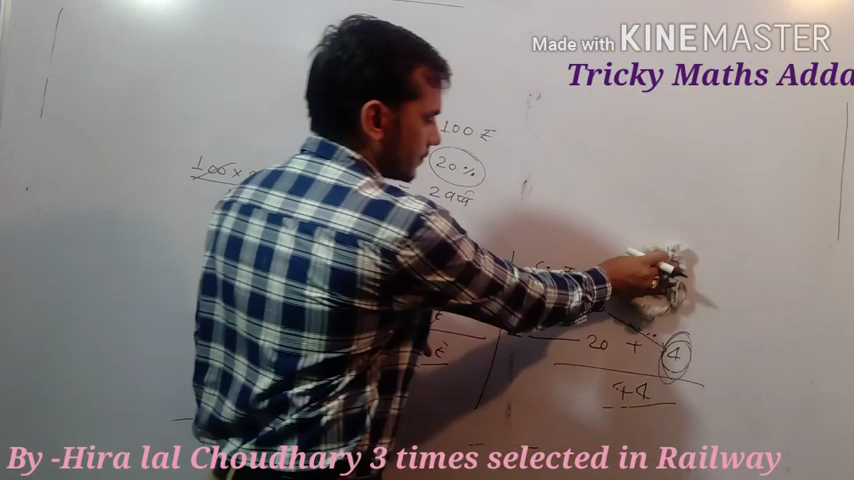 Made with KINEMASTER
Tricky Maths Adda
100 ₹
100 ×
20%
2 वर्ष
20 + 4
44
By -Hira lal Choudhary 3 times selected in Railway